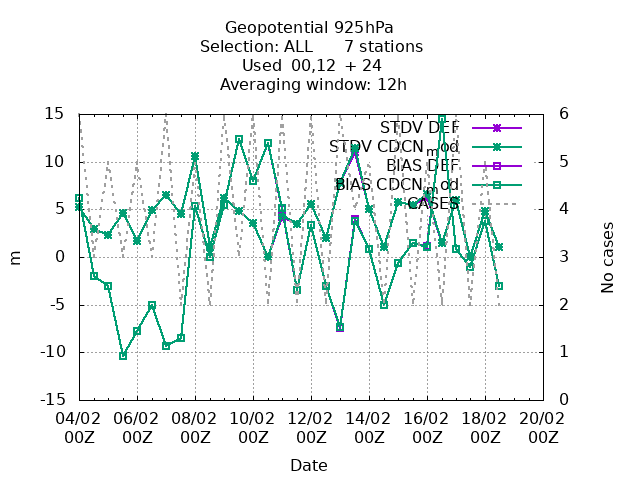 Geopotential 925hPa
Selection: ALL 7 stations
Used 00,12 + 24
Averaging window: 12h
STDV DEF
STDV CDCN_mod
BIAS DEF
BIAS CDCN_mod
CASES
15
10
5
0
-5
-10
-15
m
6
5
4
3
2
1
0
No cases
04/02 06/02 08/02 10/02 12/02 14/02 16/02 18/02 20/02
00Z 00Z 00Z 00Z 00Z 00Z 00Z 00Z 00Z
Date